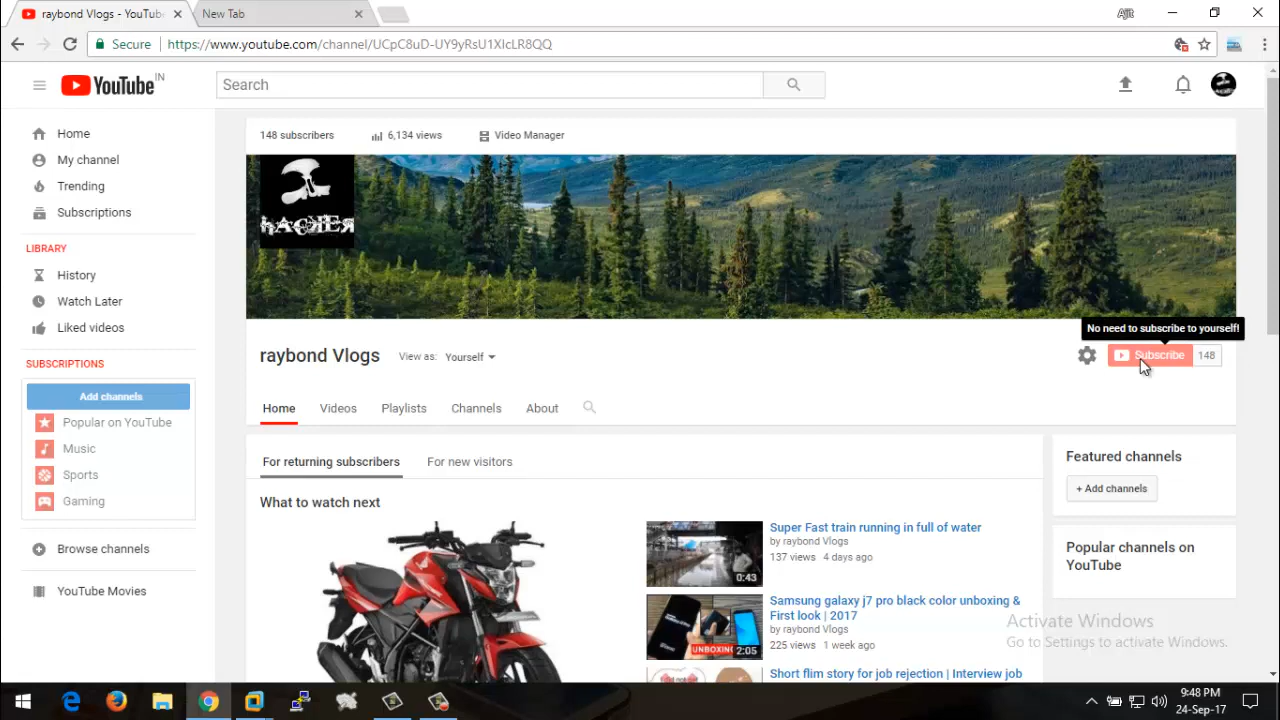 raybond Vlogs - YouTube
New Tab
Ajit
Secure
https://www.youtube.com/channel/UCpC8uD-UY9yRsU1XIcLR8QQ
YouTube IN
Search
Home
My channel
Trending
Subscriptions
LIBRARY
History
Watch Later
Liked videos
SUBSCRIPTIONS
Add channels
Popular on YouTube
Music
Sports
Gaming
Browse channels
YouTube Movies
148 subscribers
6,134 views
Video Manager
HACKER
No need to subscribe to yourself!
raybond Vlogs
View as: Yourself
Subscribe 148
Home
Videos
Playlists
Channels
About
For returning subscribers
For new visitors
What to watch next
0:43
Super Fast train running in full of water
by raybond Vlogs
137 views 4 days ago
UNBOXING
2:05
Samsung galaxy j7 pro black color unboxing &
First look | 2017
by raybond Vlogs
225 views 1 week ago
Short flim story for job rejection | Interview job
Featured channels
+ Add channels
Popular channels on
YouTube
Activate Windows
Go to Settings to activate Windows.
9:48 PM
24-Sep-17